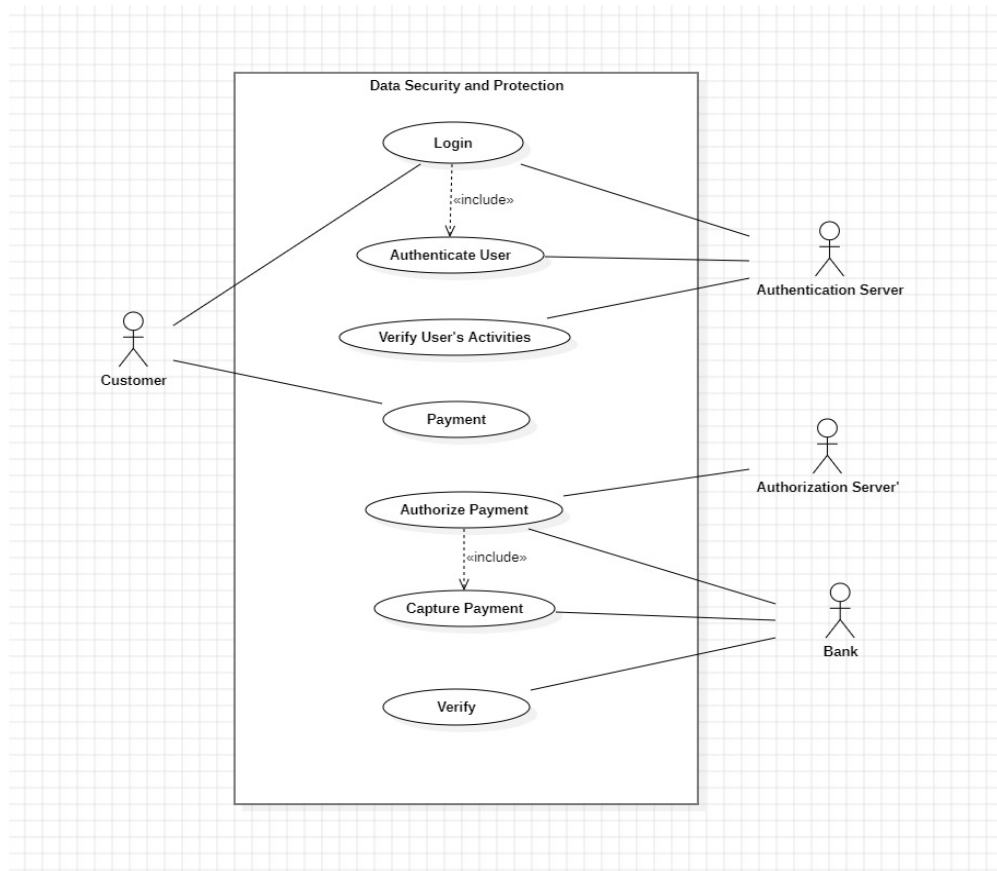 Data Security and Protection
Login
«include»
Authenticate User
Authentication Server
Verify User's Activities
Customer
Payment
Authorization Server'
Authorize Payment
«include»
Capture Payment
Bank
Verify